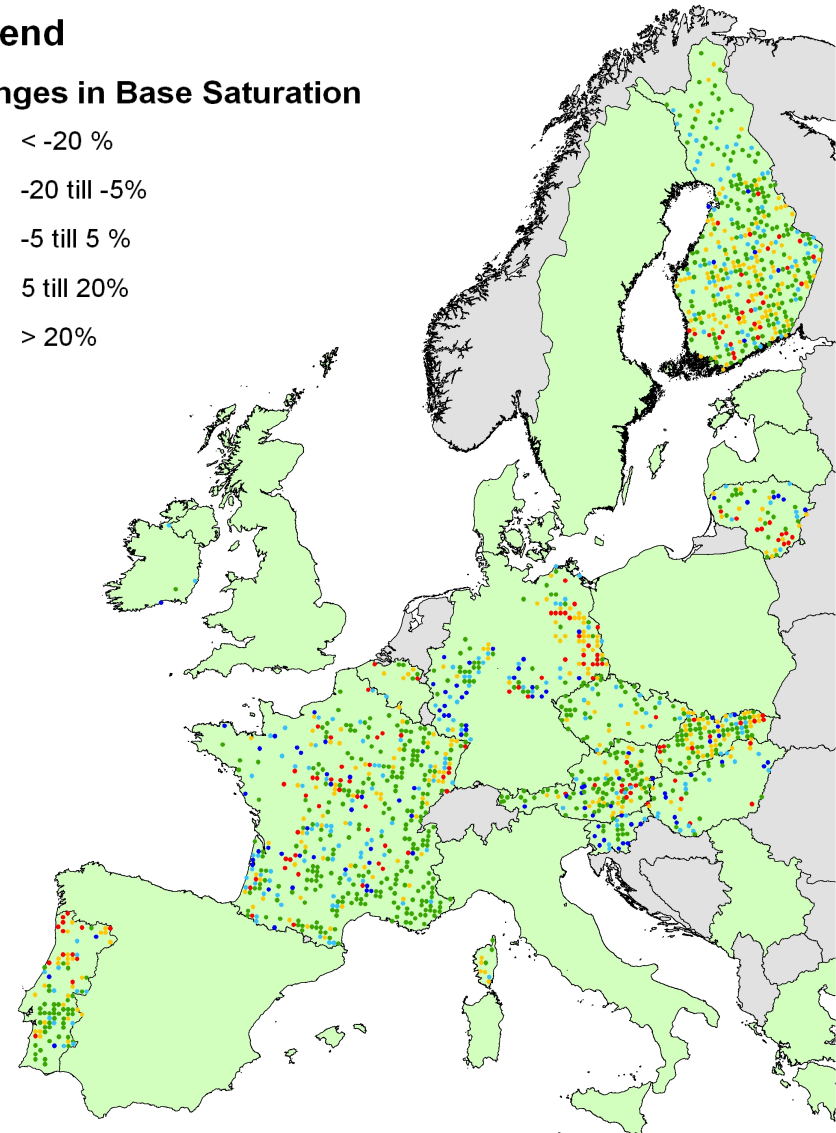 end
nges in Base Saturation
< -20 %
-20 till -5%
-5 till 5 %
5 till 20%
> 20%